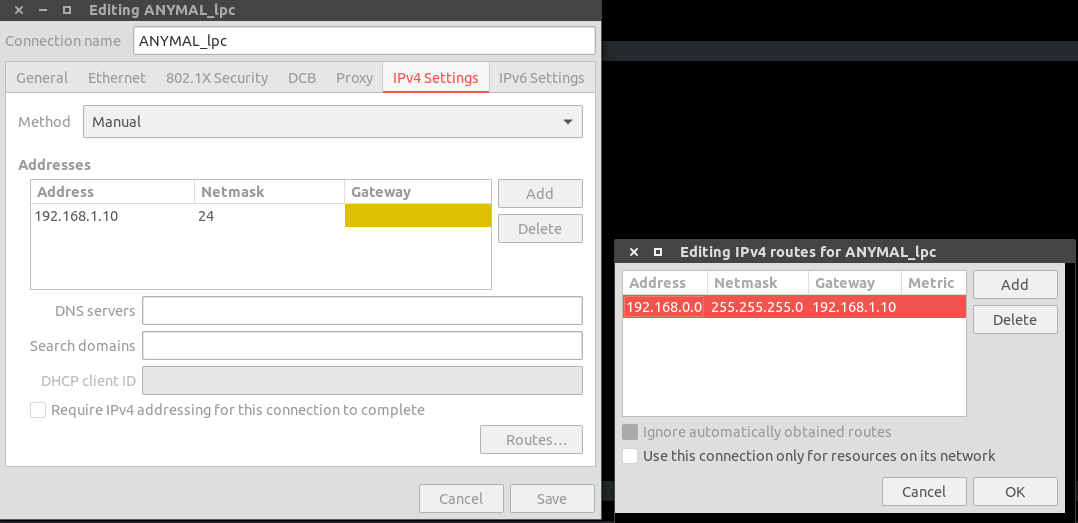 Editing ANYMAL_lpc
Connection name ANYMAL_lpc
General Ethernet 802.1X Security DCB Proxy IPv4 Settings IPv6 Settings
Method Manual
Addresses
Address Netmask Gateway
192.168.1.10 24
Add
Delete
DNS servers
Search domains
DHCP client ID
Require IPv4 addressing for this connection to complete
Routes...
Cancel Save
Editing IPv4 routes for ANYMAL_lpc
Address Netmask Gateway Metric
192.168.0.0 255.255.255.0 192.168.1.10
Add
Delete
Ignore automatically obtained routes
Use this connection only for resources on its network
Cancel OK